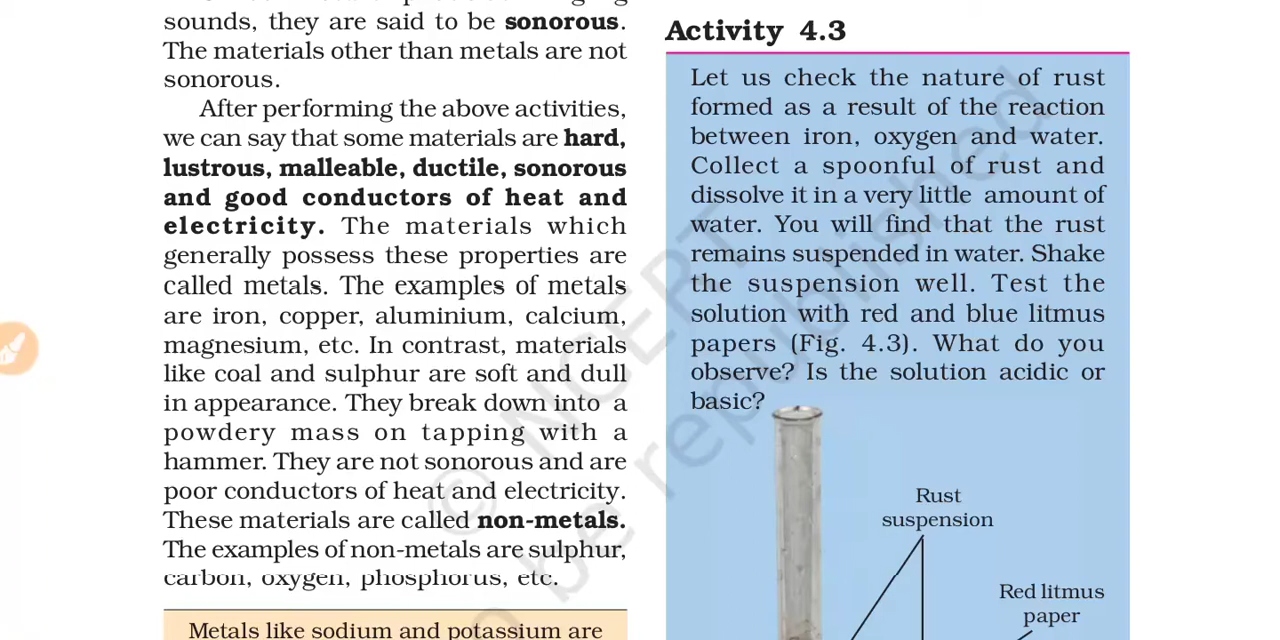 sounds, they are said to be sonorous.
The materials other than metals are not
sonorous.
After performing the above activities,
we can say that some materials are hard,
lustrous, malleable, ductile, sonorous
and good conductors of heat and
electricity. The materials which
generally possess these properties are
called metals. The examples of metals
are iron, copper, aluminium, calcium,
magnesium, etc. In contrast, materials
like coal and sulphur are soft and dull
in appearance. They break down into a
powdery mass on tapping with a
hammer. They are not sonorous and are
poor conductors of heat and electricity.
These materials are called non-metals.
The examples of non-metals are sulphur,
carbon, oxygen, phosphorus, etc.
Metals like sodium and potassium are
Activity 4.3
Let us check the nature of rust
formed as a result of the reaction
between iron, oxygen and water.
Collect a spoonful of rust and
dissolve it in a very little amount of
water. You will find that the rust
remains suspended in water. Shake
the suspension well. Test the
solution with red and blue litmus
papers (Fig. 4.3). What do you
observe? Is the solution acidic or
basic?
Rust
suspension
Red litmus
paper
© NCERT
be republished